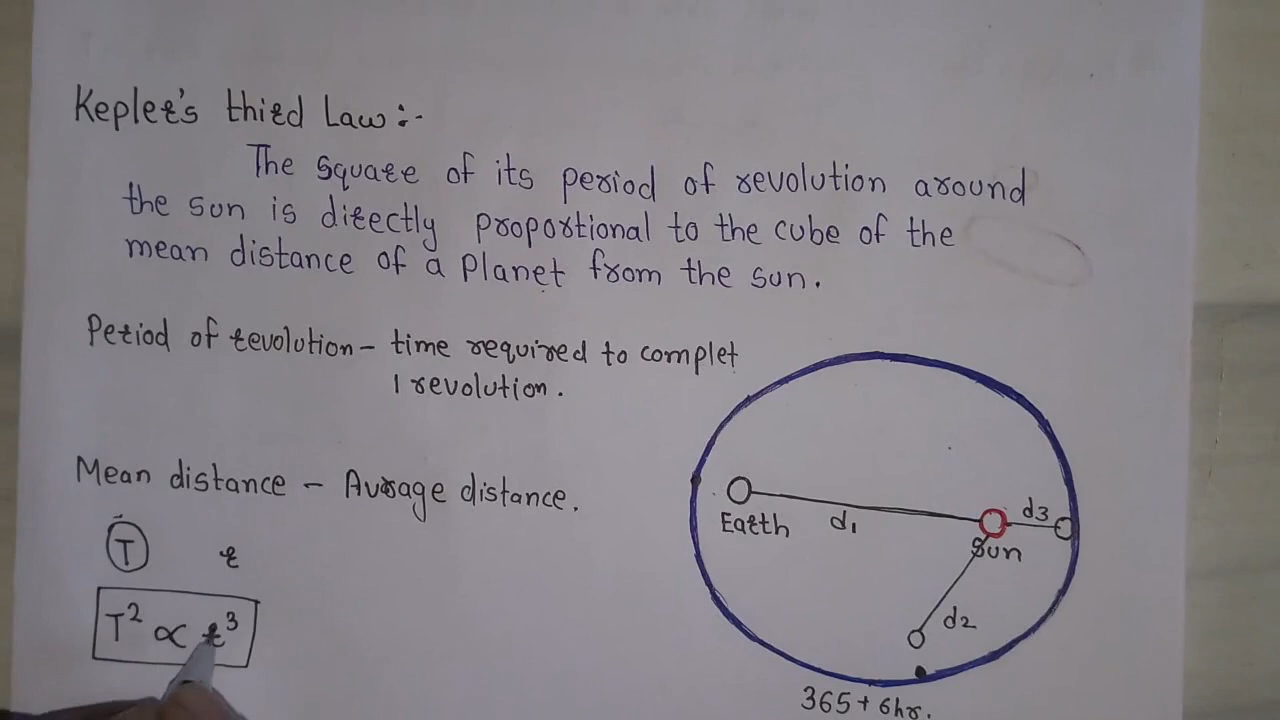 Kepler's third Law :-
The square of its period of revolution around
the sun is directly proportional to the cube of the
mean distance of a planet from the sun.
Period of revolution - time required to complet
1 revolution.
Mean distance - Average distance.
T r
T² ∝ r³
Earth d1 Sun d3
d2
365 + 6hr.